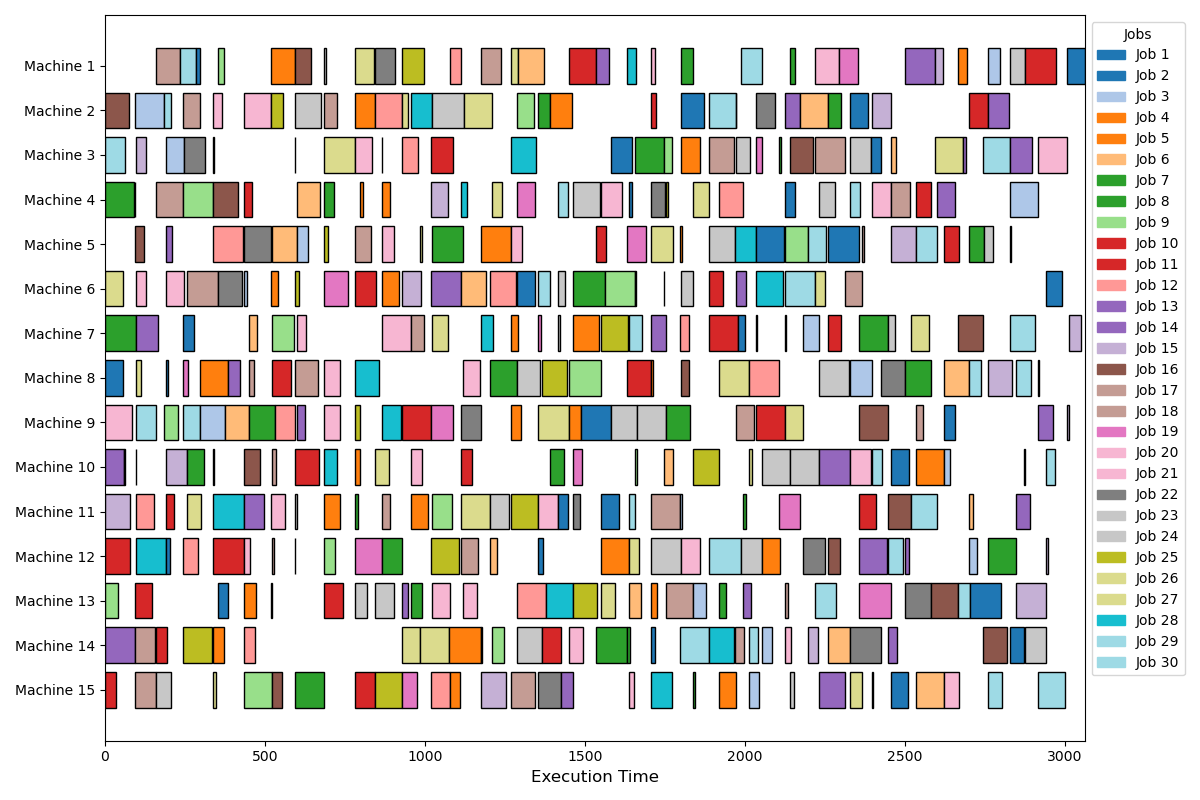 Machine 1
Machine 2
Machine 3
Machine 4
Machine 5
Machine 6
Machine 7
Machine 8
Machine 9
Machine 10
Machine 11
Machine 12
Machine 13
Machine 14
Machine 15
0 500 1000 1500 2000 2500 3000
Execution Time
Jobs
Job 1
Job 2
Job 3
Job 4
Job 5
Job 6
Job 7
Job 8
Job 9
Job 10
Job 11
Job 12
Job 13
Job 14
Job 15
Job 16
Job 17
Job 18
Job 19
Job 20
Job 21
Job 22
Job 23
Job 24
Job 25
Job 26
Job 27
Job 28
Job 29
Job 30